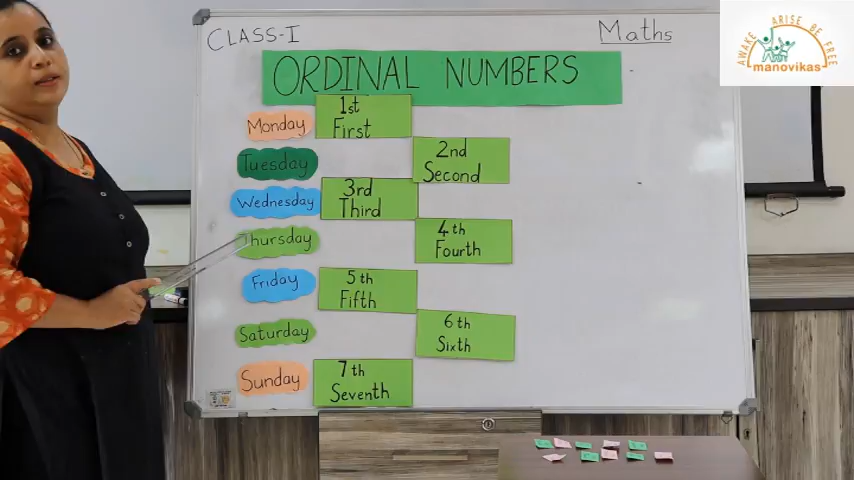 CLASS-I
Maths
AWAKE ARISE BE FREE
manovikas
ORDINAL NUMBERS
Monday
1st
First
Tuesday
2nd
Second
Wednesday
3rd
Third
Thursday
4th
Fourth
Friday
5th
Fifth
Saturday
6th
Sixth
Sunday
7th
Seventh